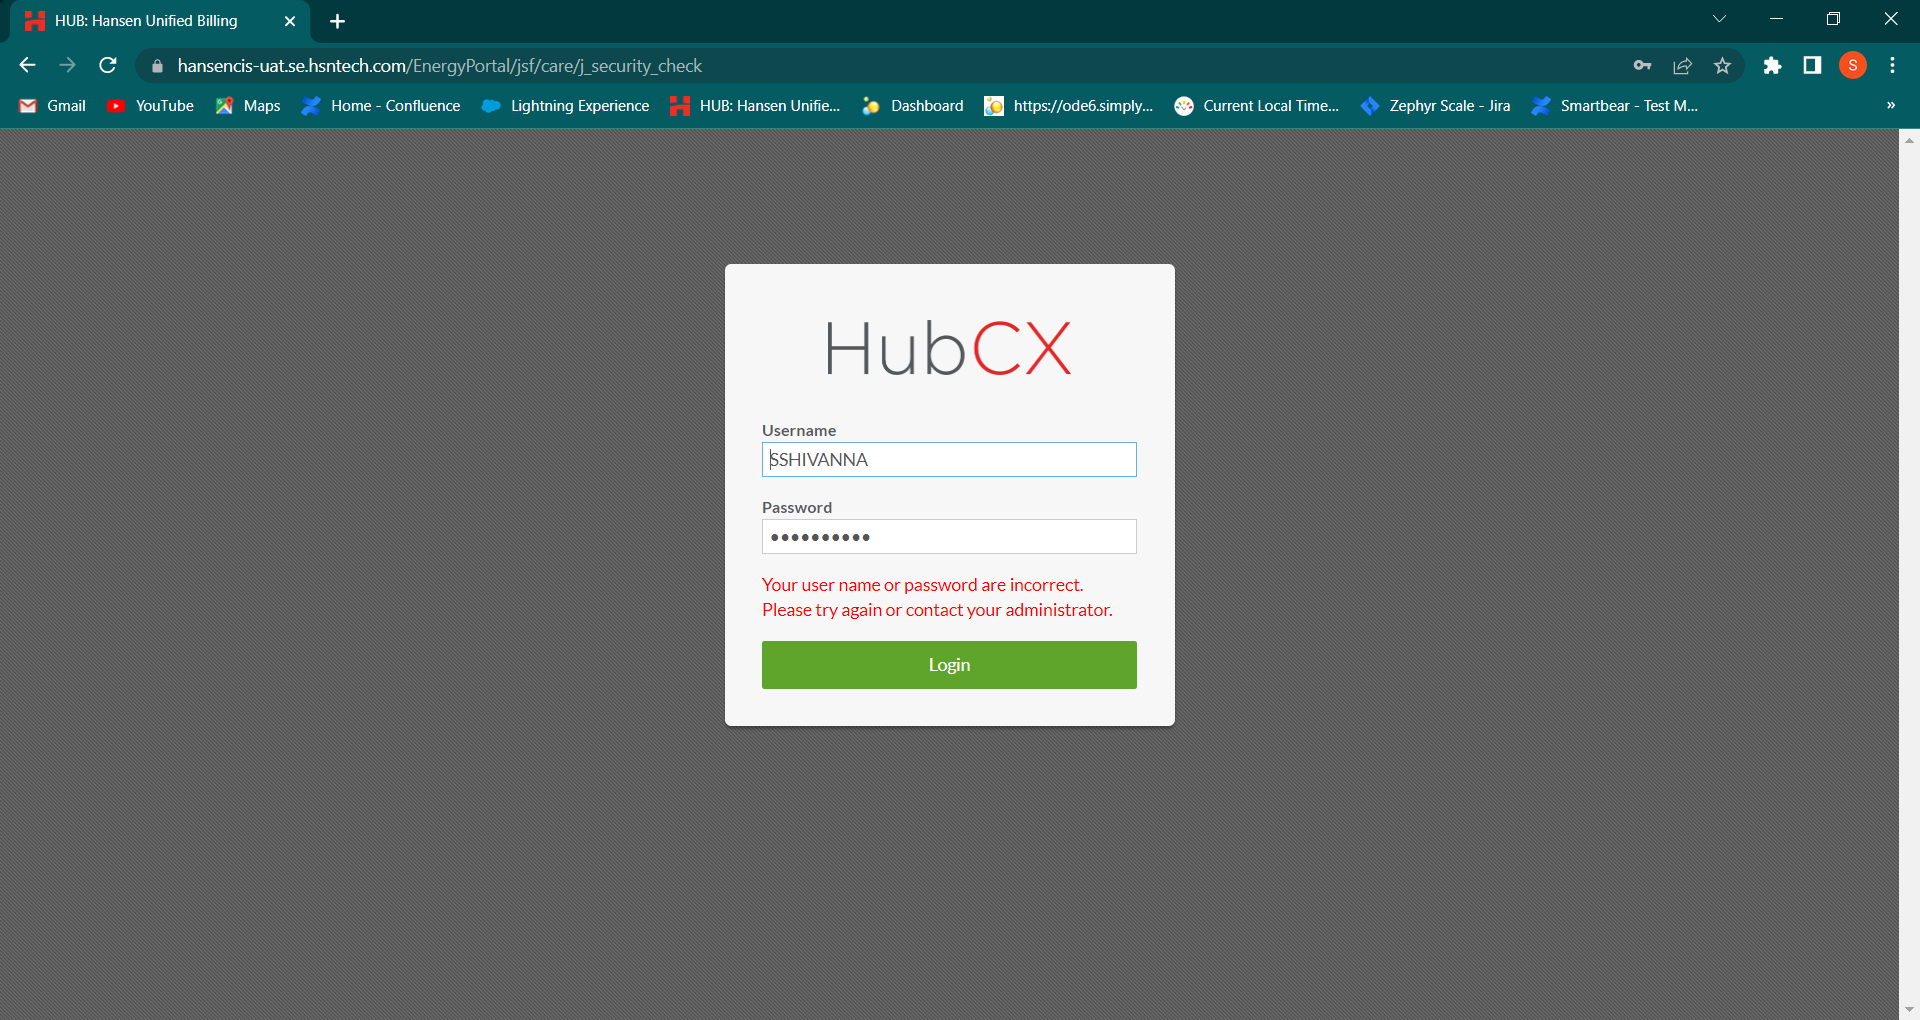 HUB: Hansen Unified Billing
hansencis-uat.se.hsntech.com/EnergyPortal/jsf/care/j_security_check
S
Gmail YouTube Maps Home - Confluence Lightning Experience HUB: Hansen Unifie... Dashboard https://ode6.simply... Current Local Time... Zephyr Scale - Jira Smartbear - Test M... »
HubCX
Username
SSHIVANNA
Password
Your user name or password are incorrect.
Please try again or contact your administrator.
Login